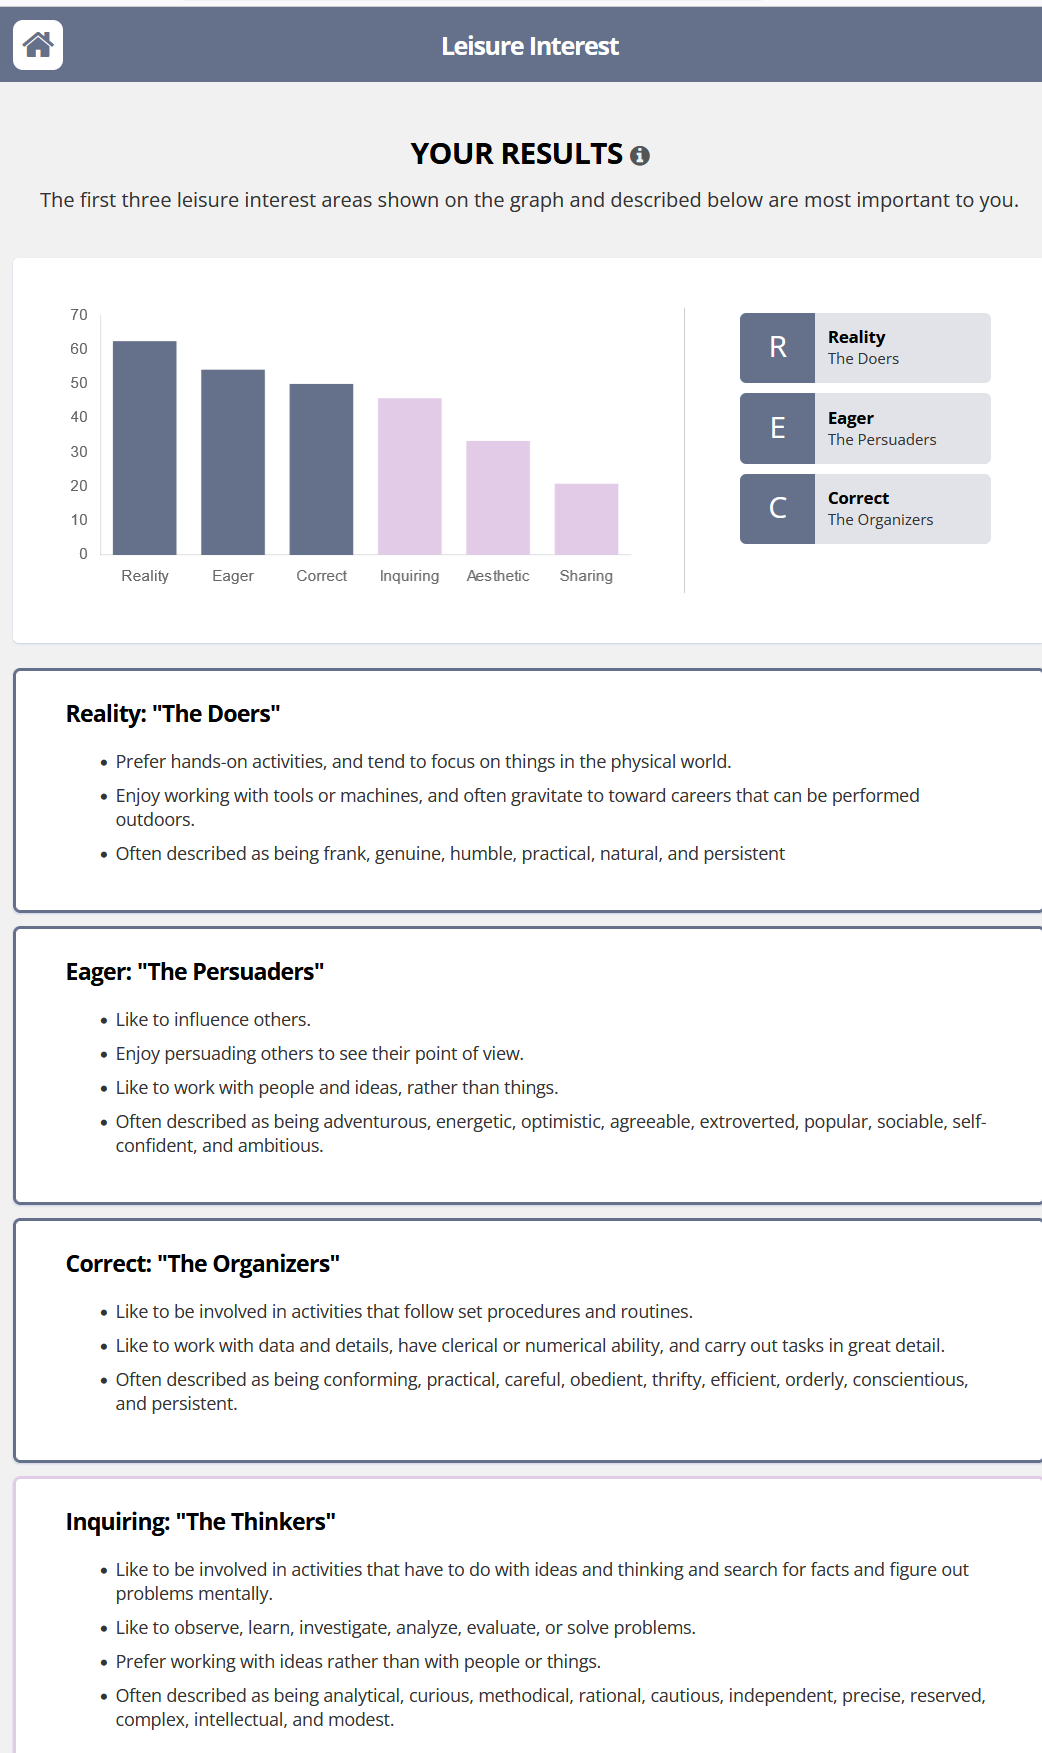 Leisure Interest
YOUR RESULTS
The first three leisure interest areas shown on the graph and described below are most important to you.
70
60
50
40
30
20
10
0
Reality Eager Correct Inquiring Aesthetic Sharing
R
Reality
The Doers
E
Eager
The Persuaders
C
Correct
The Organizers
Reality: "The Doers"
• Prefer hands-on activities, and tend to focus on things in the physical world.
• Enjoy working with tools or machines, and often gravitate to toward careers that can be performed
outdoors.
• Often described as being frank, genuine, humble, practical, natural, and persistent
Eager: "The Persuaders"
• Like to influence others.
• Enjoy persuading others to see their point of view.
• Like to work with people and ideas, rather than things.
• Often described as being adventurous, energetic, optimistic, agreeable, extroverted, popular, sociable, self-
confident, and ambitious.
Correct: "The Organizers"
• Like to be involved in activities that follow set procedures and routines.
• Like to work with data and details, have clerical or numerical ability, and carry out tasks in great detail.
• Often described as being conforming, practical, careful, obedient, thrifty, efficient, orderly, conscientious,
and persistent.
Inquiring: "The Thinkers"
• Like to be involved in activities that have to do with ideas and thinking and search for facts and figure out
problems mentally.
• Like to observe, learn, investigate, analyze, evaluate, or solve problems.
• Prefer working with ideas rather than with people or things.
• Often described as being analytical, curious, methodical, rational, cautious, independent, precise, reserved,
complex, intellectual, and modest.